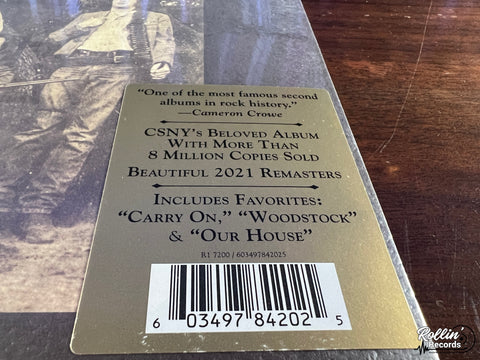 "One of the most famous second
albums in rock history."
—Cameron Crowe
CSNY's Beloved Album
With More Than
8 Million Copies Sold
Beautiful 2021 Remasters
Includes Favorites:
"Carry On," "Woodstock"
& "Our House"
R1 7200 / 603497842025
6 03497 84202 5
Rollin'
Records